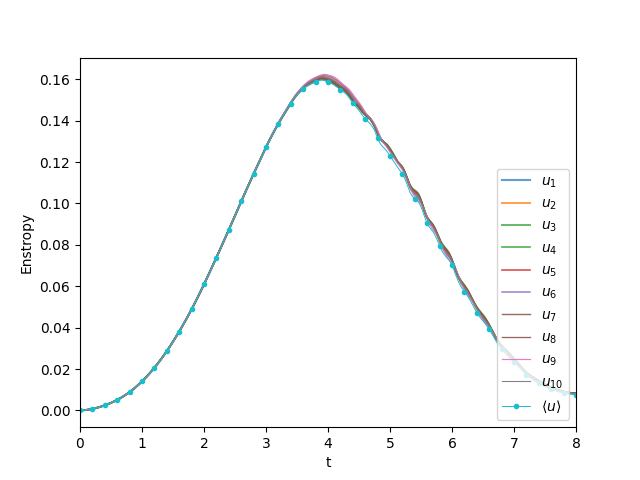 0.16
0.14
0.12
0.10
0.08
0.06
0.04
0.02
0.00
Enstropy
0 1 2 3 4 5 6 7 8
t
u₁
u₂
u₃
u₄
u₅
u₆
u₇
u₈
u₉
u₁₀
⟨u⟩